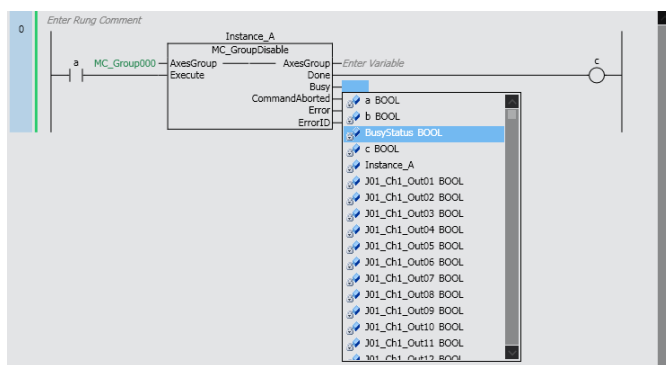 Enter Rung Comment
0
Instance_A
MC_GroupDisable
a MC_Group000 AxesGroup AxesGroup Enter Variable c
Execute Done
Busy
CommandAborted
Error
ErrorID
a BOOL
b BOOL
BusyStatus BOOL
c BOOL
Instance_A
J01_Ch1_Out01 BOOL
J01_Ch1_Out02 BOOL
J01_Ch1_Out03 BOOL
J01_Ch1_Out04 BOOL
J01_Ch1_Out05 BOOL
J01_Ch1_Out06 BOOL
J01_Ch1_Out07 BOOL
J01_Ch1_Out08 BOOL
J01_Ch1_Out09 BOOL
J01_Ch1_Out10 BOOL
J01_Ch1_Out11 BOOL
J01_Ch1_Out12 BOOL